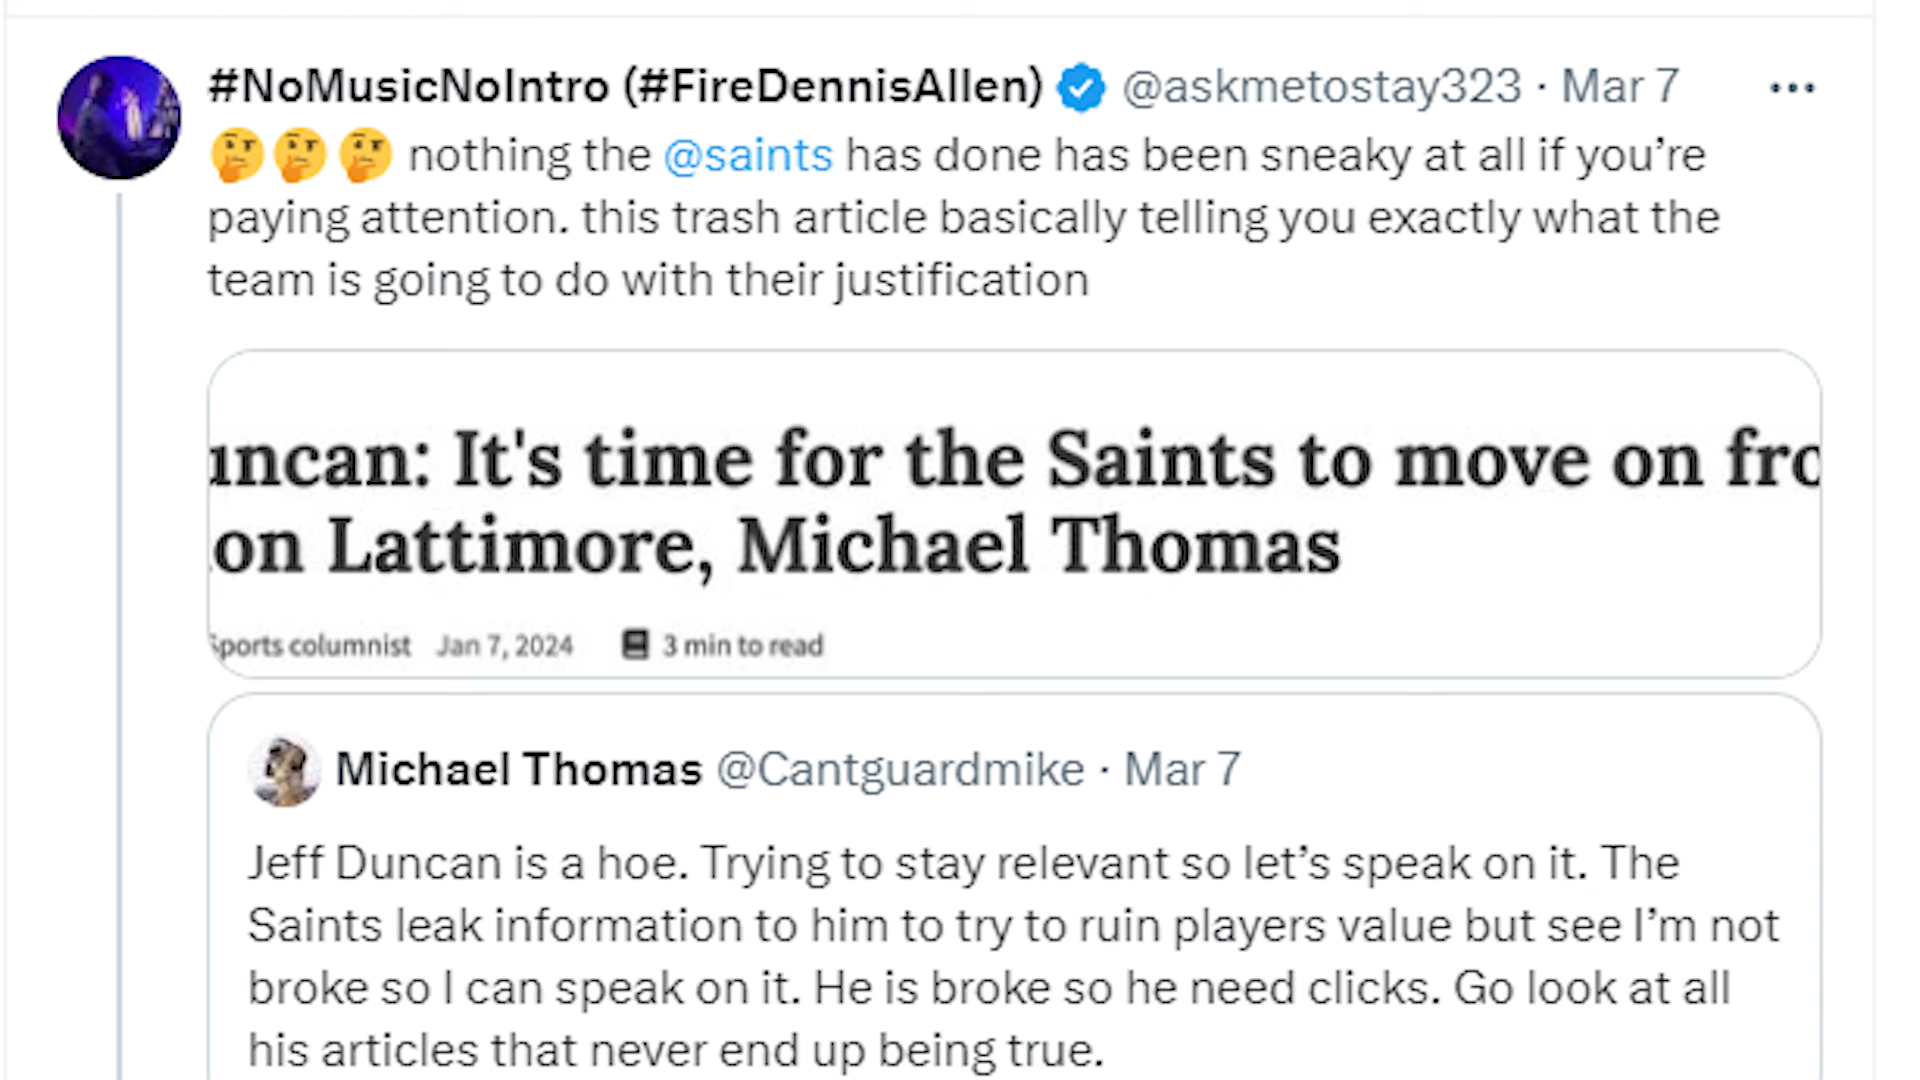 #NoMusicNoIntro (#FireDennisAllen) @askmetostay323 · Mar 7
🤔🤔🤔 nothing the @saints has done has been sneaky at all if you’re
paying attention. this trash article basically telling you exactly what the
team is going to do with their justification
uncan: It's time for the Saints to move on fro
on Lattimore, Michael Thomas
Sports columnist Jan 7, 2024 3 min to read
Michael Thomas @Cantguardmike · Mar 7
Jeff Duncan is a hoe. Trying to stay relevant so let’s speak on it. The
Saints leak information to him to try to ruin players value but see I’m not
broke so I can speak on it. He is broke so he need clicks. Go look at all
his articles that never end up being true.